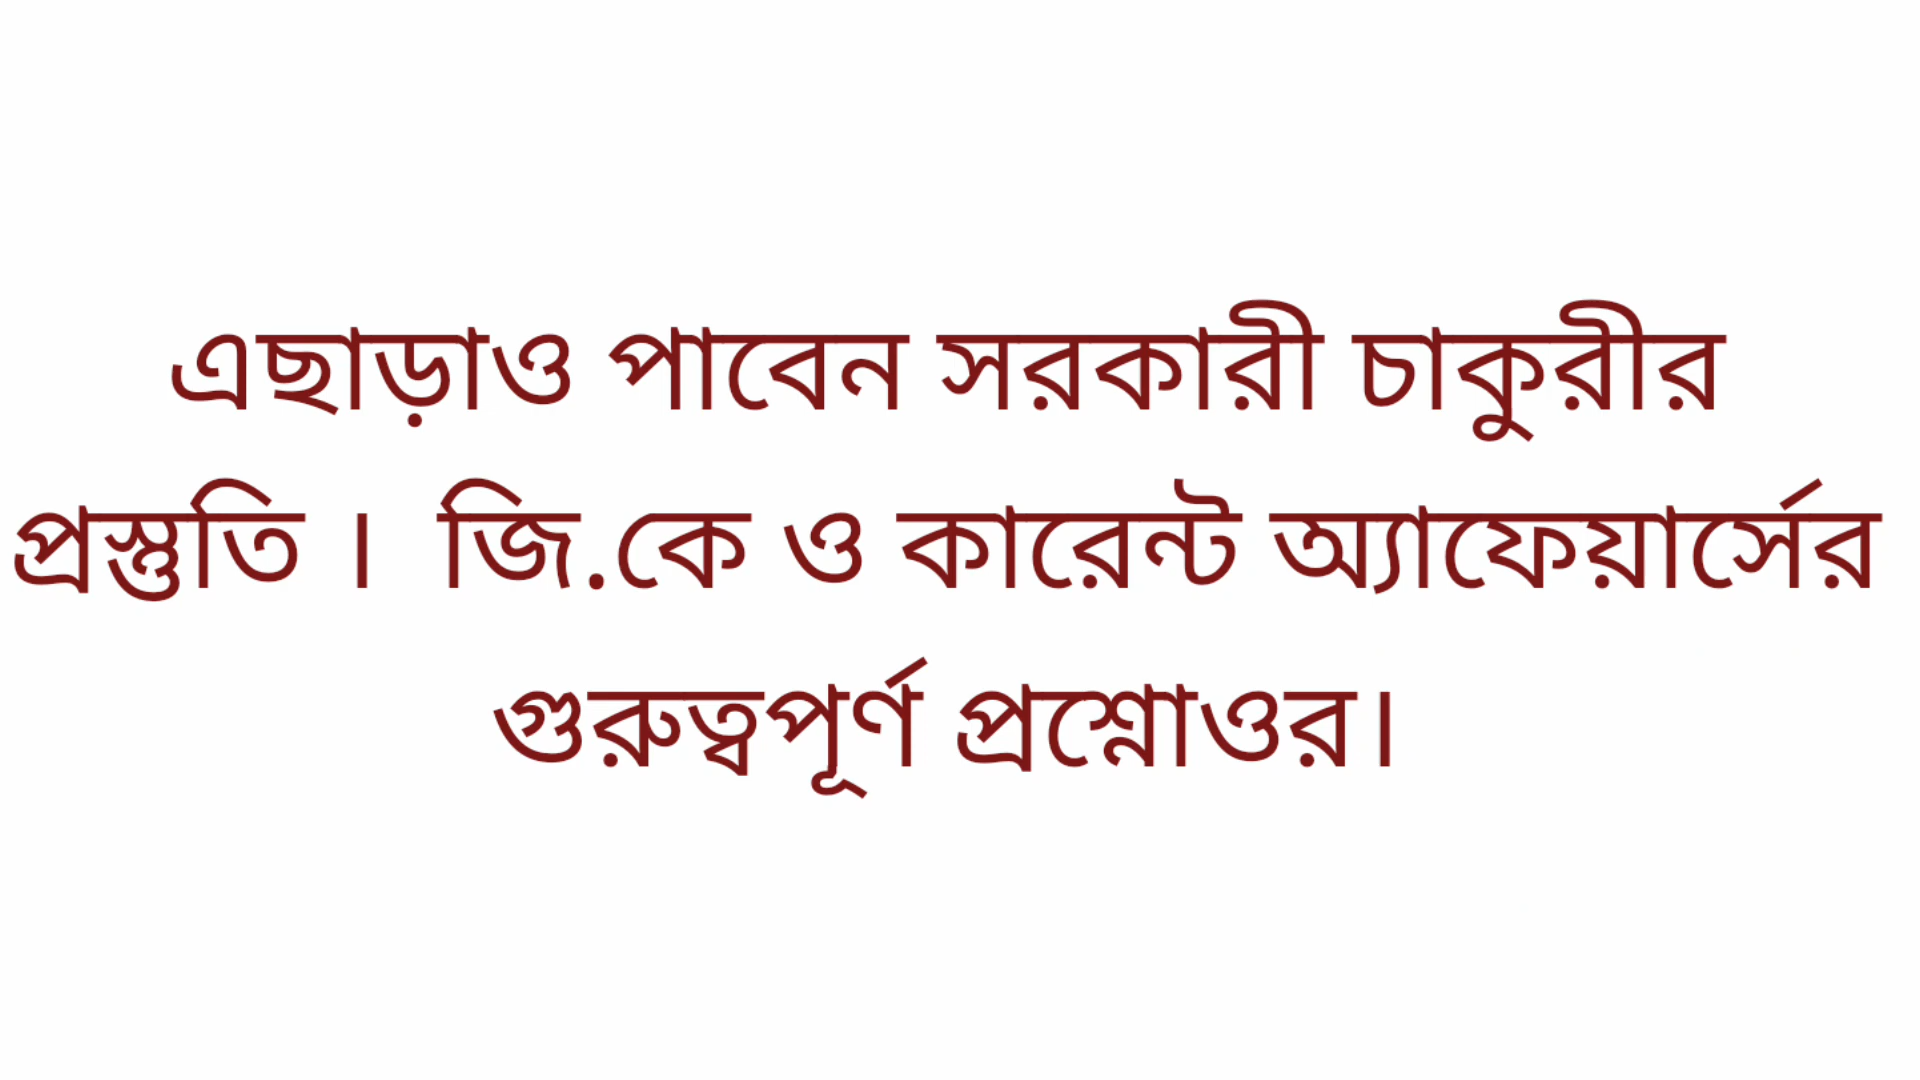 এছাড়াও পাবেন সরকারী চাকুরীর
প্রস্তুতি । জি.কে ও কারেন্ট অ্যাফেয়ার্সের
গুরুত্বপূর্ণ প্রশ্নোওর।